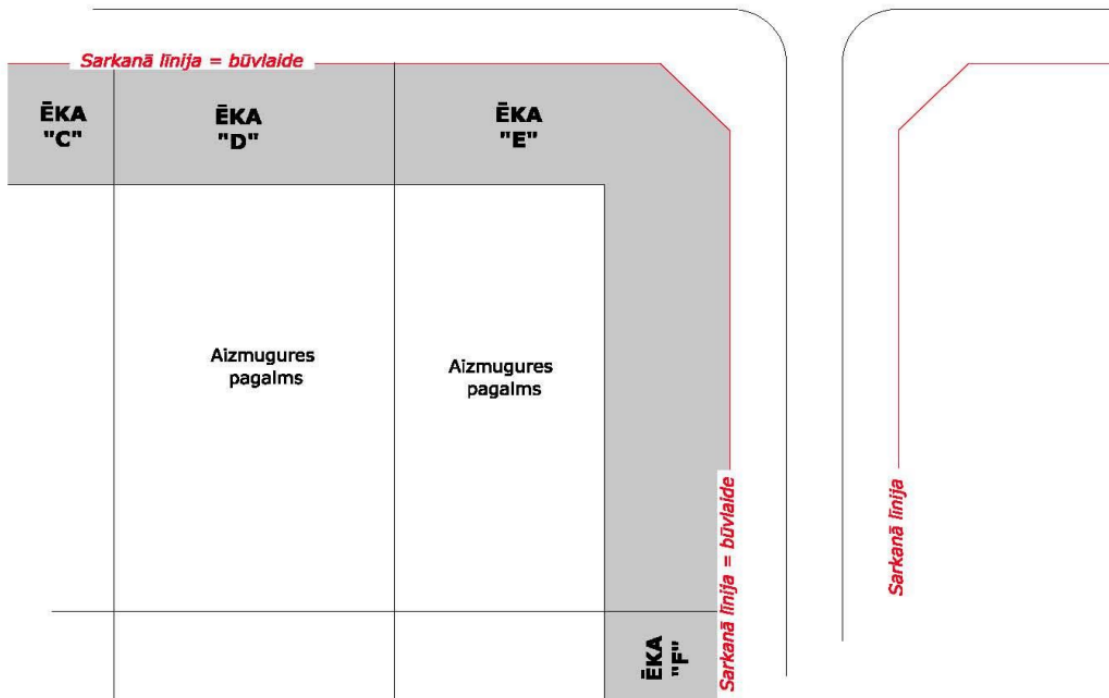 Sarkanā līnija = būvlaide
ĒKA
"C"
ĒKA
"D"
ĒKA
"E"
Aizmugures
pagalms
Aizmugures
pagalms
Sarkanā līnija = būvlaide
Sarkanā līnija
ĒKA
"F"